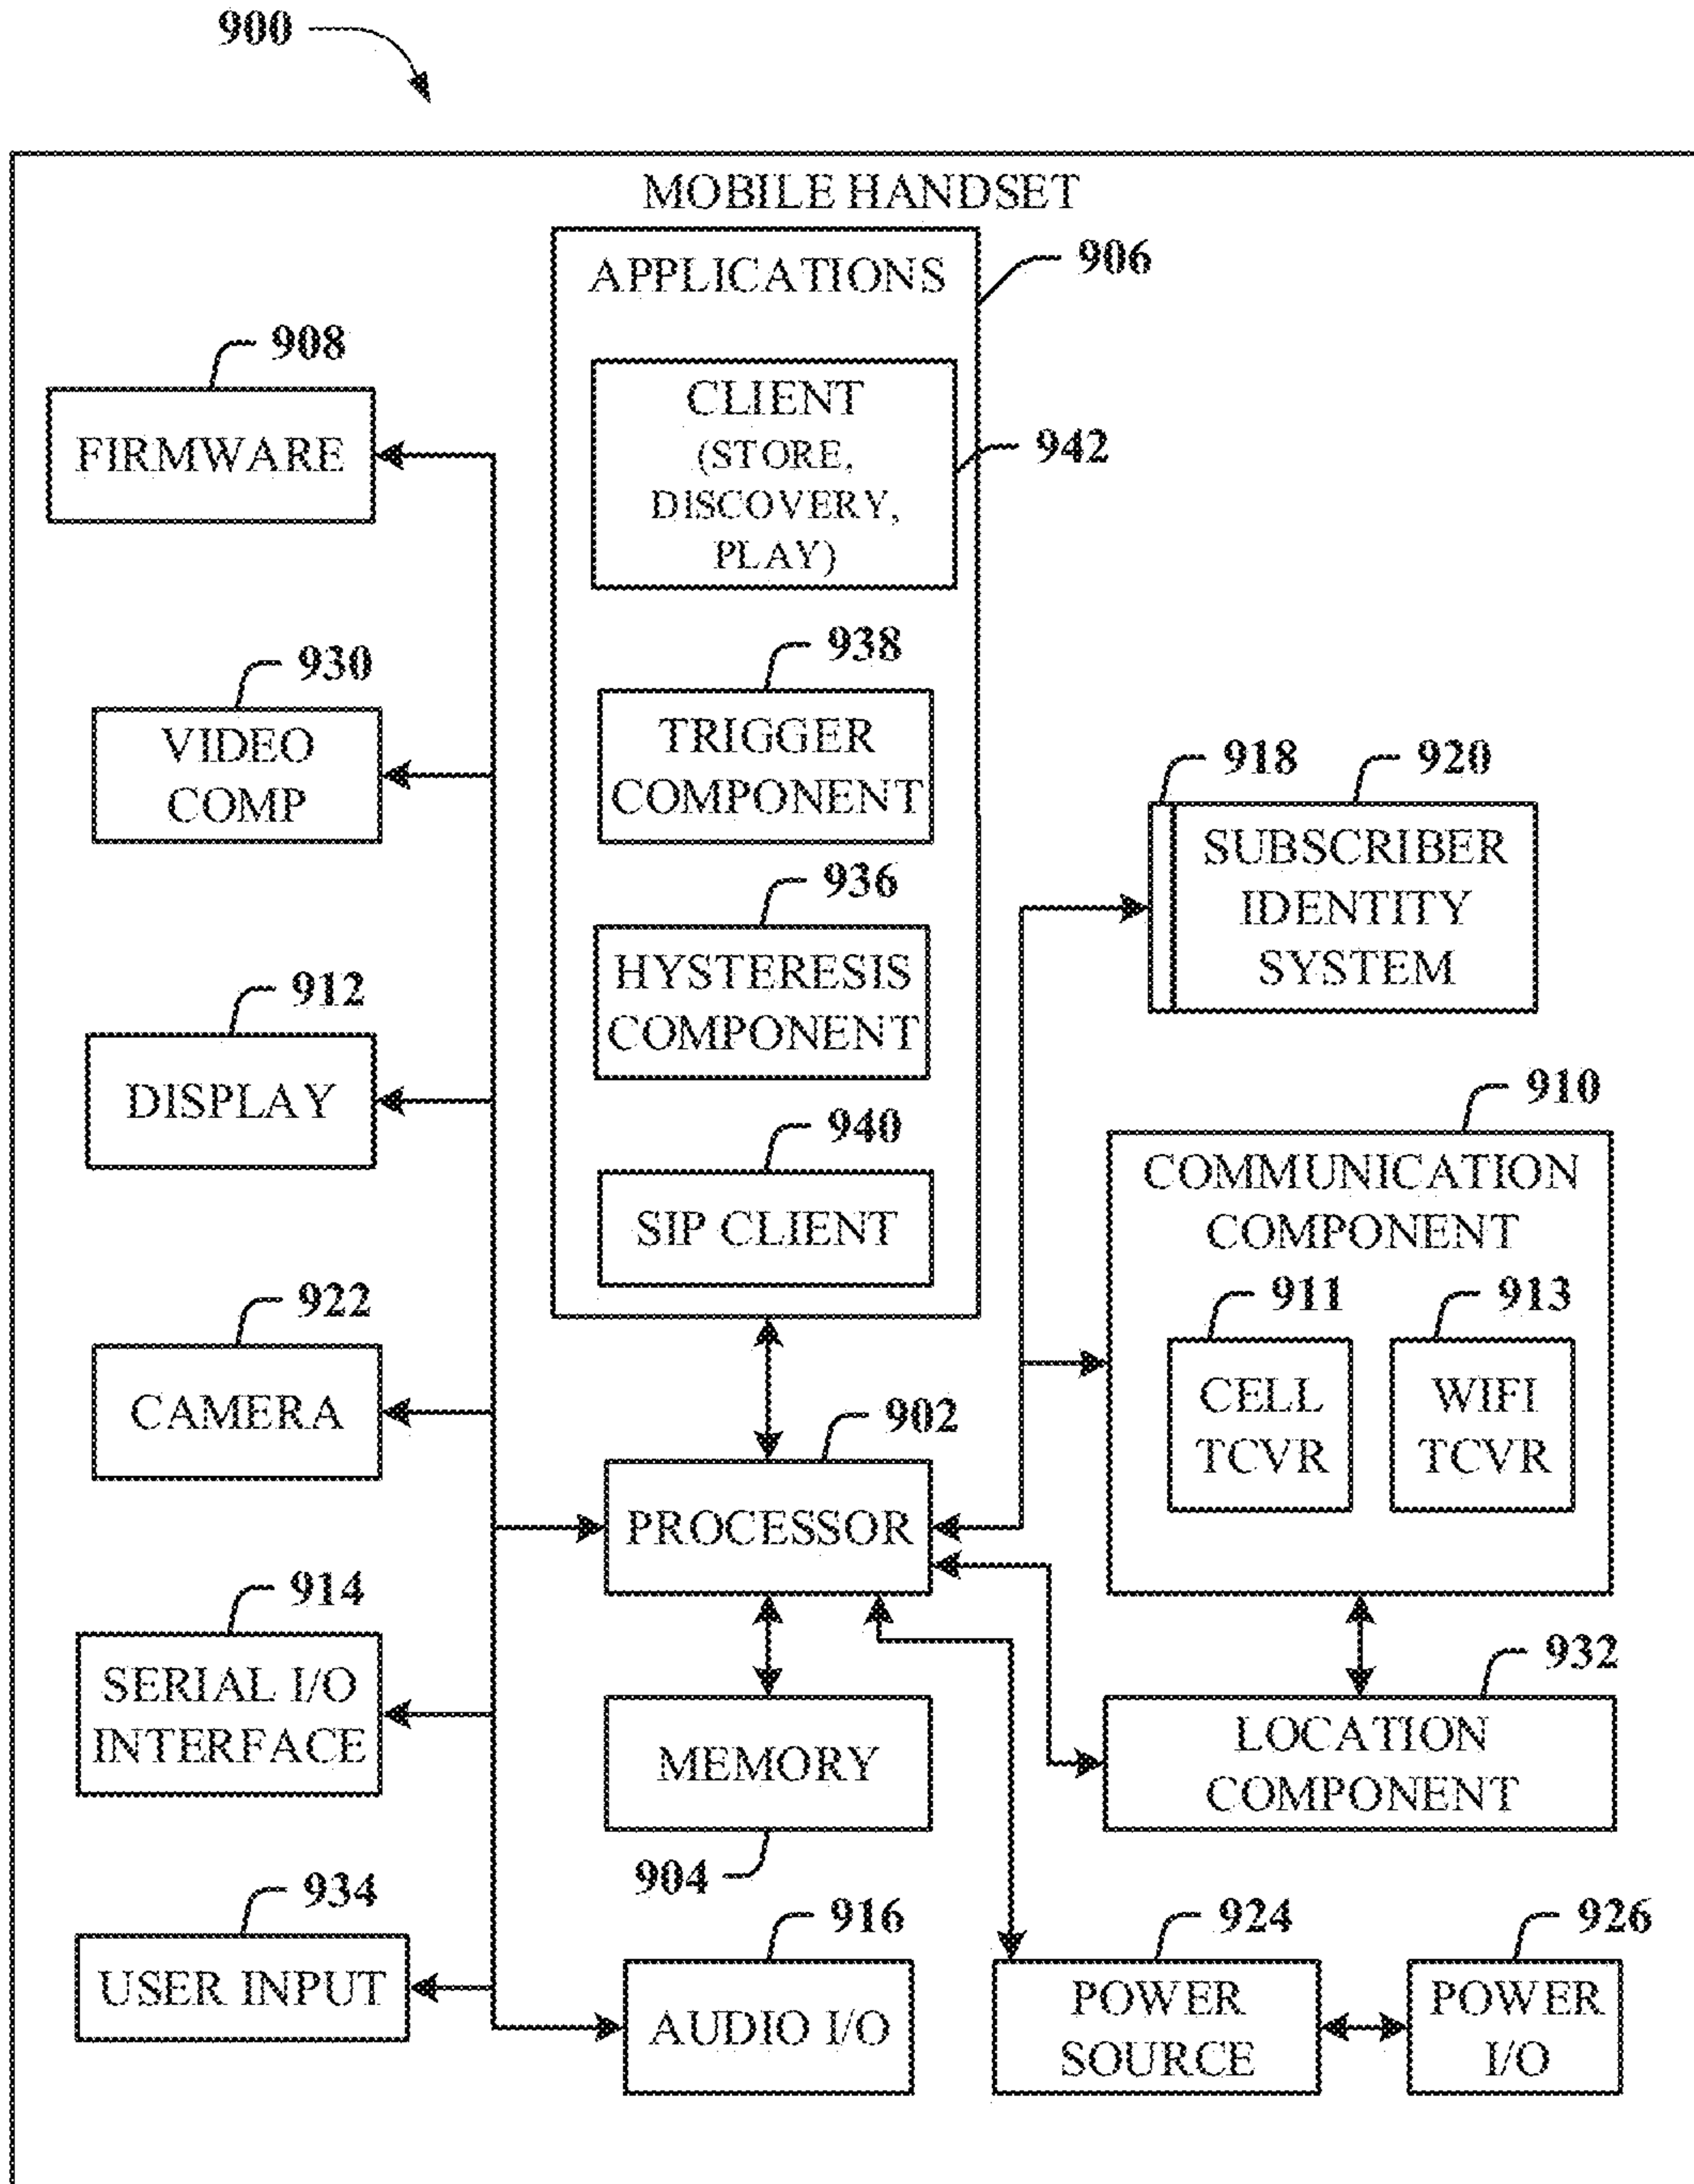 900
MOBILE HANDSET
906
APPLICATIONS
942
CLIENT
(STORE,
DISCOVERY,
PLAY)
938
TRIGGER
COMPONENT
936
HYSTERESIS
COMPONENT
940
SIP CLIENT
908
FIRMWARE
930
VIDEO
COMP
912
DISPLAY
922
CAMERA
914
SERIAL I/O
INTERFACE
934
USER INPUT
902
PROCESSOR
MEMORY
904
916
AUDIO I/O
918
920
SUBSCRIBER
IDENTITY
SYSTEM
910
COMMUNICATION
COMPONENT
911
CELL
TCVR
913
WIFI
TCVR
932
LOCATION
COMPONENT
924
POWER
SOURCE
926
POWER
I/O